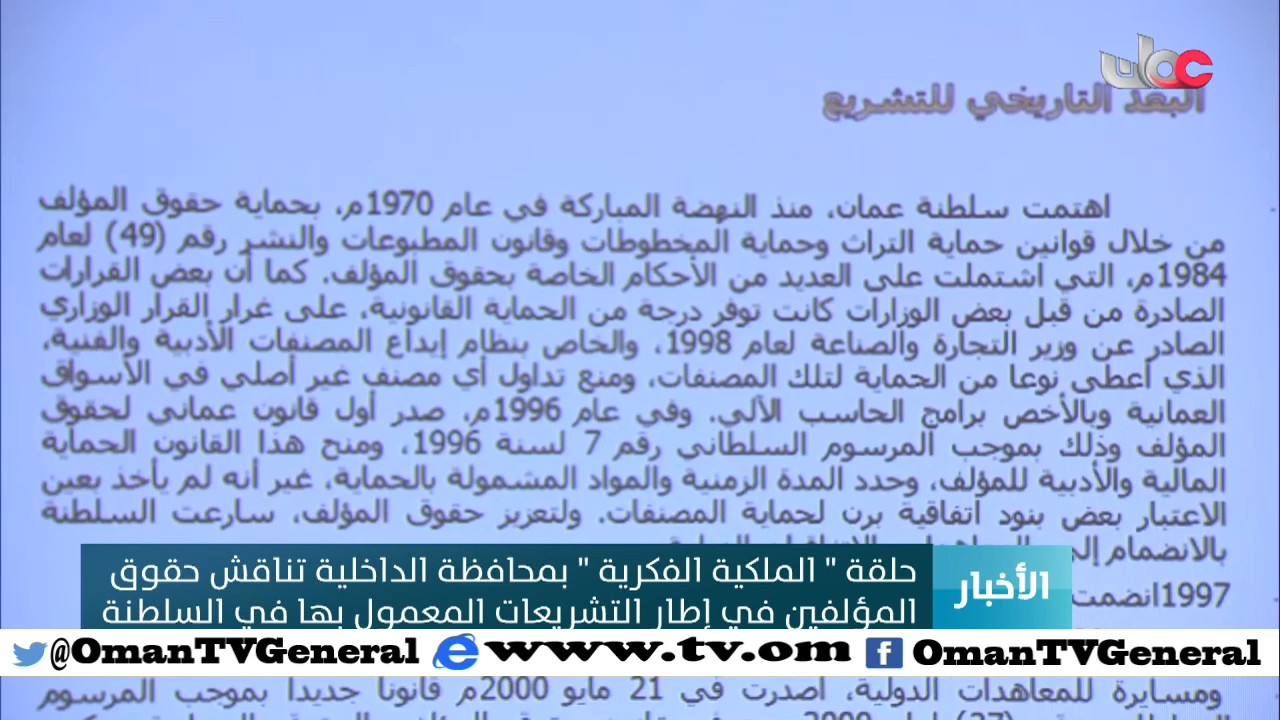 عمان
البعد التاريخي للتشريع
اهتمت سلطنة عمان، منذ النهضة المباركة في عام 1970م، بحماية حقوق المؤلف
من خلال قوانين حماية التراث وحماية المخطوطات وقانون المطبوعات والنشر رقم (49) لعام
1984م، التي اشتملت على العديد من الأحكام الخاصة بحقوق المؤلف. كما أن بعض القرارات
الصادرة من قبل بعض الوزارات كانت توفر درجة من الحماية القانونية، على غرار القرار الوزاري
الصادر عن وزير التجارة والصناعة لعام 1998، والخاص بنظام إيداع المصنفات الأدبية والفنية،
الذي أعطى نوعا من الحماية لتلك المصنفات، ومنع تداول أي مصنف غير أصلي في الأسواق
العمانية وبالأخص برامج الحاسب الآلي. وفي عام 1996م، صدر أول قانون عماني لحقوق
المؤلف وذلك بموجب المرسوم السلطاني رقم 7 لسنة 1996، ومنح هذا القانون الحماية
المالية والأدبية للمؤلف، وحدد المدة الزمنية والمواد المشمولة بالحماية، غير أنه لم يأخذ بعين
الاعتبار بعض بنود اتفاقية برن لحماية المصنفات. ولتعزيز حقوق المؤلف، سارعت السلطنة
بالانضمام إلى
1997انضمت
الأخبار
حلقة " الملكية الفكرية " بمحافظة الداخلية تناقش حقوق
المؤلفين في إطار التشريعات المعمول بها في السلطنة
@OmanTVGeneral www.tv.om OmanTVGeneral
ومسايرة للمعاهدات الدولية، أصدرت في 21 مايو 2000م قانونا جديدا بموجب المرسوم